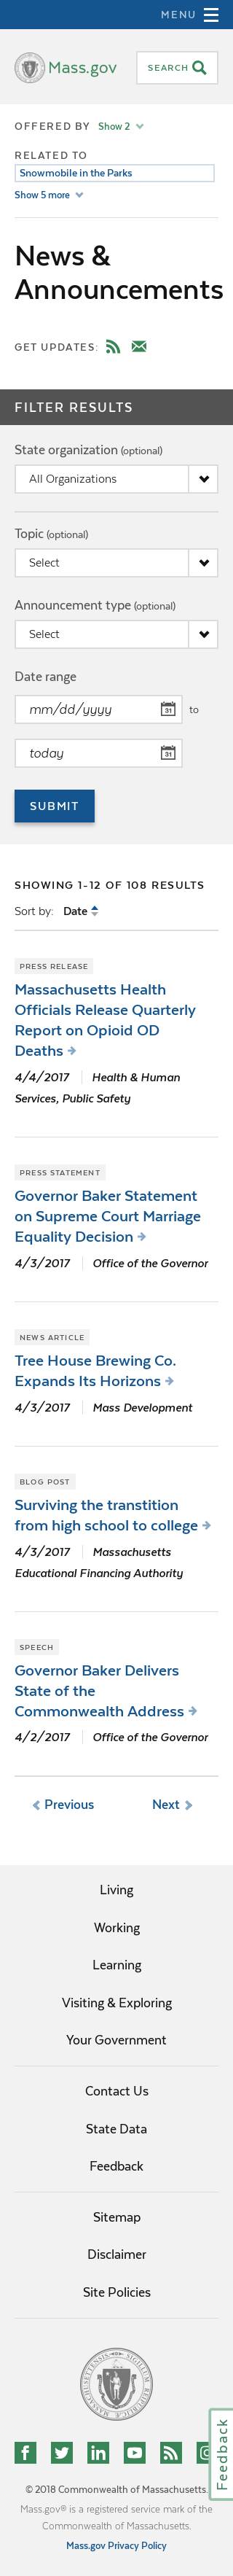 MENU
Mass.gov
SEARCH
OFFERED BY Show 2
RELATED TO
Snowmobile in the Parks
Show 5 more
News &
Announcements
GET UPDATES:
FILTER RESULTS
State organization (optional)
All Organizations
Topic (optional)
Select
Announcement type (optional)
Select
Date range
mm/dd/yyyy
31
to
today
31
SUBMIT
SHOWING 1-12 OF 108 RESULTS
Sort by: Date
PRESS RELEASE
Massachusetts Health
Officials Release Quarterly
Report on Opioid OD
Deaths
4/4/2017 Health & Human
Services, Public Safety
PRESS STATEMENT
Governor Baker Statement
on Supreme Court Marriage
Equality Decision
4/3/2017 Office of the Governor
NEWS ARTICLE
Tree House Brewing Co.
Expands Its Horizons
4/3/2017 Mass Development
BLOG POST
Surviving the transtition
from high school to college
4/3/2017 Massachusetts
Educational Financing Authority
SPEECH
Governor Baker Delivers
State of the
Commonwealth Address
4/2/2017 Office of the Governor
Previous Next
Living
Working
Learning
Visiting & Exploring
Your Government
Contact Us
State Data
Feedback
Sitemap
Disclaimer
Site Policies
Feedback
© 2018 Commonwealth of Massachusetts.
Mass.gov® is a registered service mark of the
Commonwealth of Massachusetts.
Mass.gov Privacy Policy